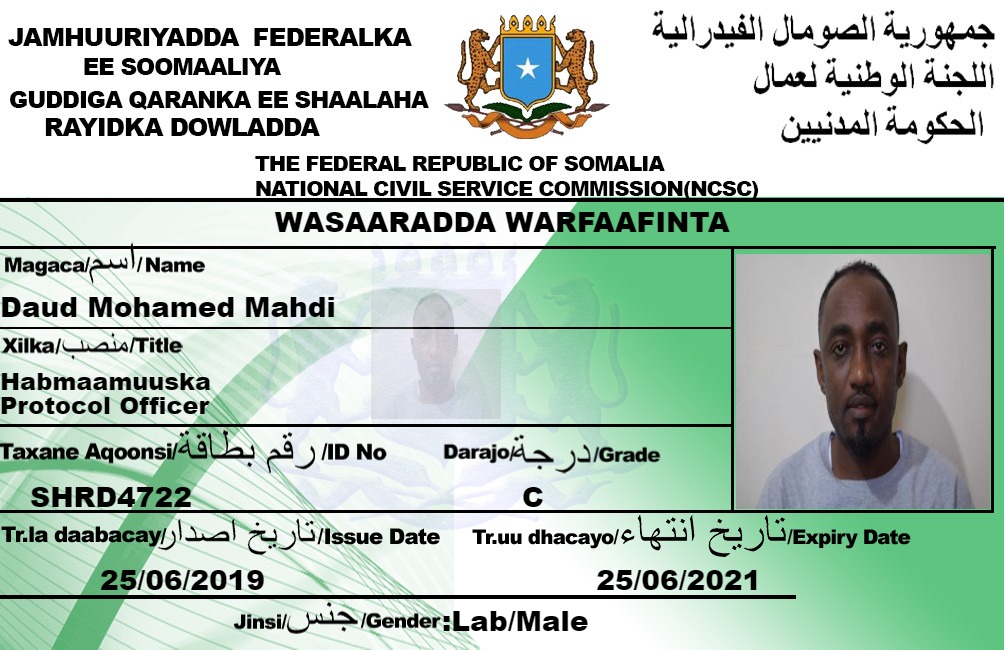 JAMHUURIYADDA FEDERALKA
EE SOOMAALIYA
GUDDIGA QARANKA EE SHAALAHA
RAYIDKA DOWLADDA
جمهورية الصومال الفيدرالية
اللجنة الوطنية لعمال
الحكومة المدنيين
THE FEDERAL REPUBLIC OF SOMALIA
NATIONAL CIVIL SERVICE COMMISSION(NCSC)
WASAARADDA WARFAAFINTA
Magaca/اسم/Name
Daud Mohamed Mahdi
Xilka/منصب/Title
Habmaamuuska
Protocol Officer
Taxane Aqoonsi/رقم بطاقة/ID No
Darajo/درجة/Grade
SHRD4722
C
Tr.la daabacay/تاريخ اصدار/Issue Date
Tr.uu dhacayo/تاريخ انتهاء/Expiry Date
25/06/2019
25/06/2021
Jinsi/جنس/Gender:Lab/Male